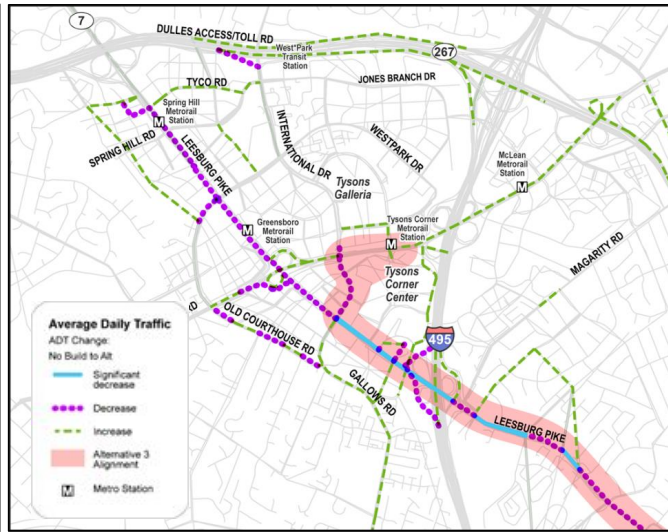 7
DULLES ACCESS/TOLL RD
West*Park
Transit
Station
267
TYCO RD
JONES BRANCH DR
Spring Hill
Metrorail
Station
M
SPRING HILL RD
LEESBURG PIKE
INTERNATIONAL DR
WESTPARK DR
McLean
Metrorail
Station
M
Tysons
Galleria
Greensboro
Metrorail
Station
M
Tysons Corner
Metrorail
Station
M
MAGARITY RD
Tysons
Corner
Center
OLD COURTHOUSE RD
495
GALLOWS RD
LEESBURG PIKE
Average Daily Traffic
ADT Change:
No Build to Alt
Significant
decrease
Decrease
Increase
Alternative 3
Alignment
M Metro Station